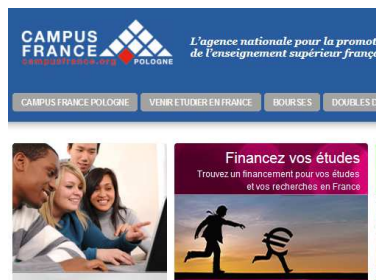 CAMPUS
FRANCE
campusfrance.org
POLOGNE
L'agence nationale pour la promot
de l'enseignement supérieur frança
CAMPUS FRANCE POLOGNE
VENIR ETUDIER EN FRANCE
BOURSES
DOUBLES D
Financez vos études
Trouvez un financement pour vos études
et vos recherches en France
€